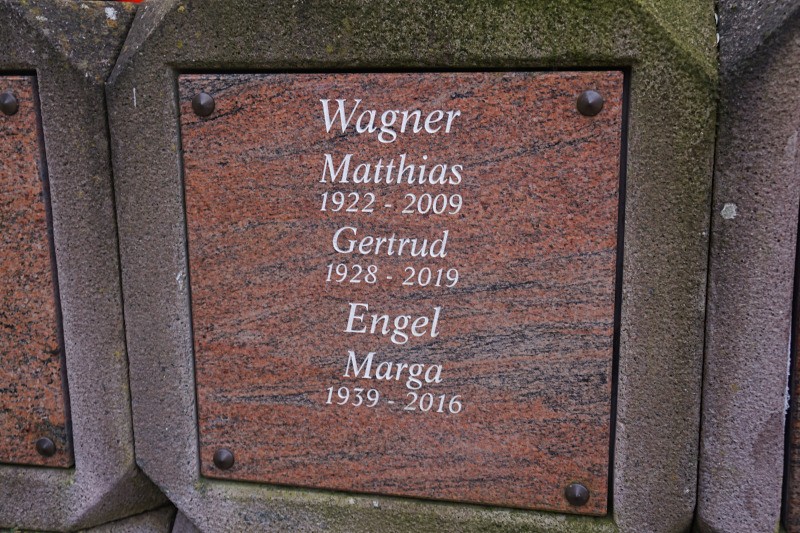 Wagner
Matthias
1922 - 2009
Gertrud
1928 - 2019
Engel
Marga
1939 - 2016